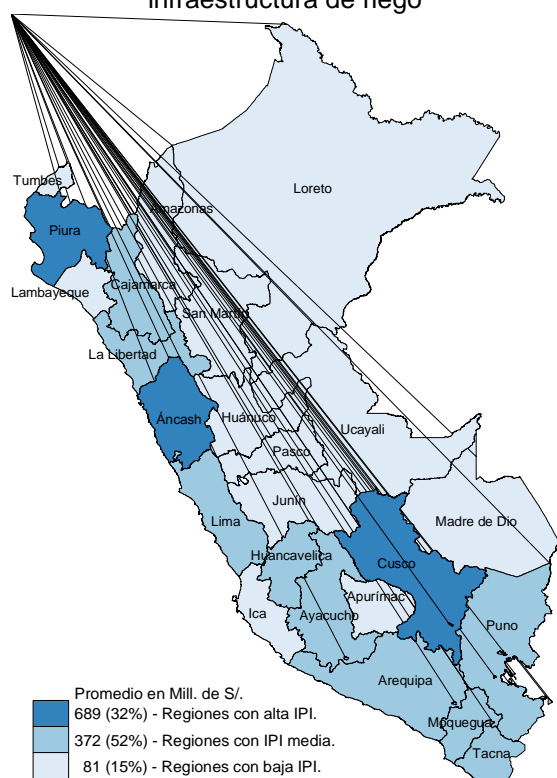 infraestructura de riego
Loreto
Tumbes
Amazonas
Piura
Cajamarca
Lambayeque
San Martín
La Libertad
Áncash
Huánuco
Ucayali
Pasco
Junín
Lima
Madre de Dio
Huancavelica
Cusco
Apurímac
Ica
Ayacucho
Puno
Arequipa
Moquegua
Tacna
Promedio en Mill. de S/.
689 (32%) - Regiones con alta IPI.
372 (52%) - Regiones con IPI media.
81 (15%) - Regiones con baja IPI.